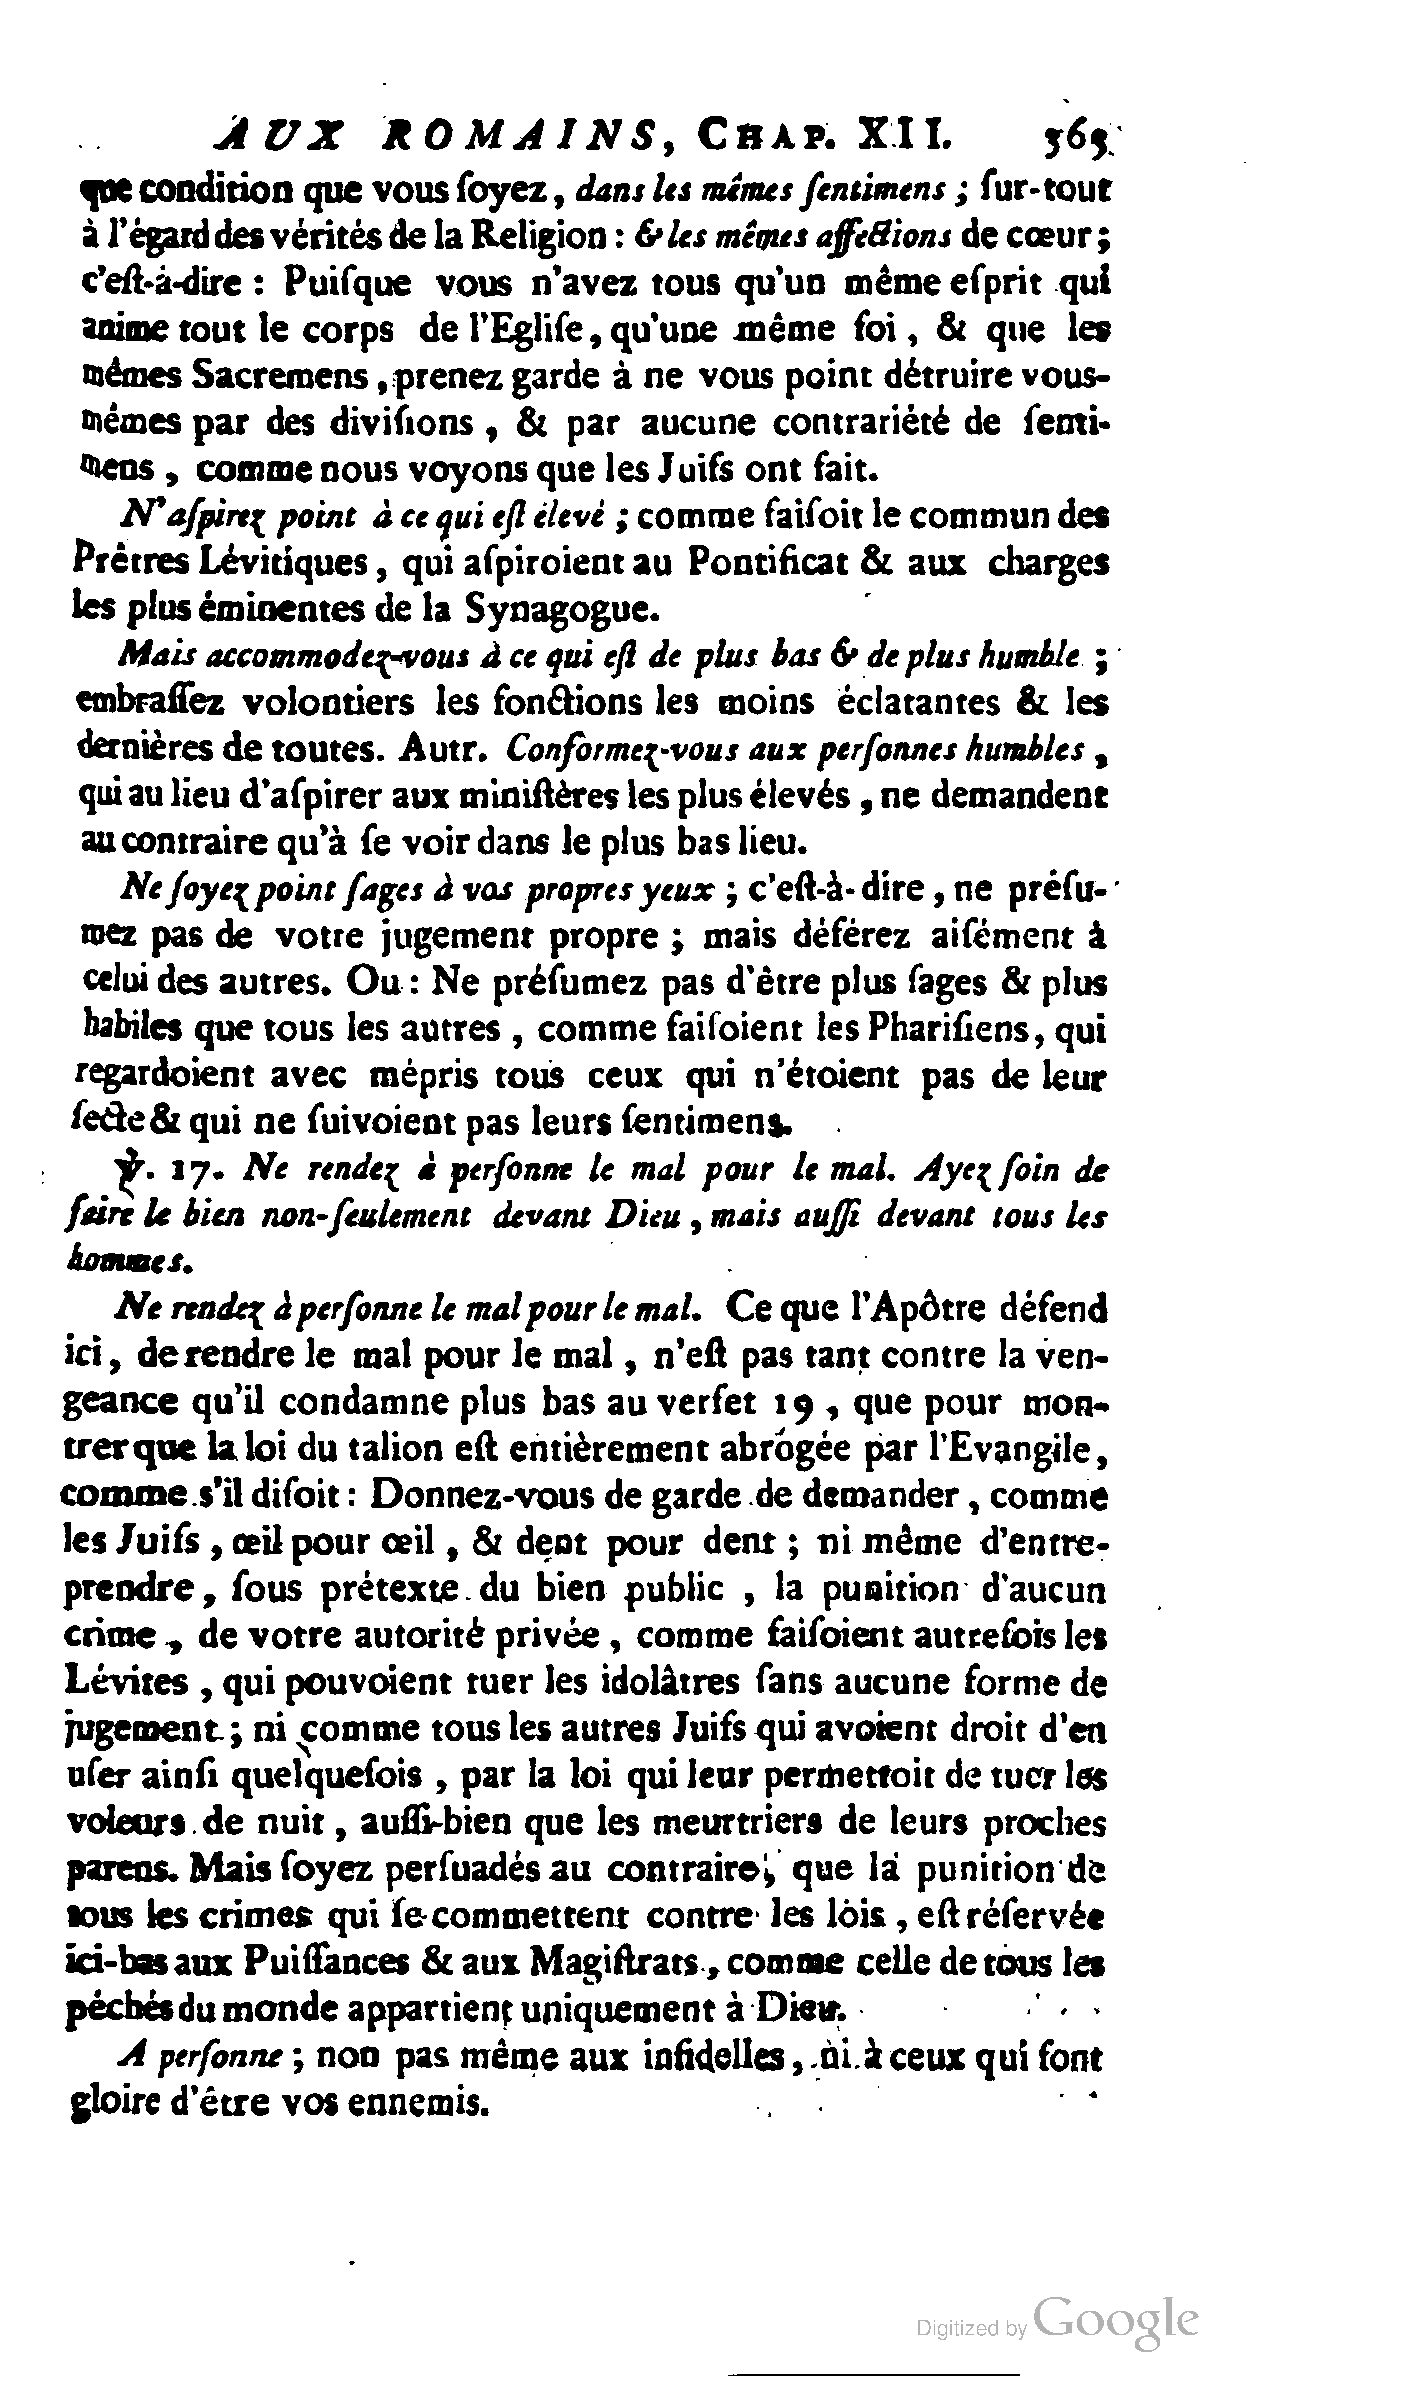 AUX ROMAINS, CHAP. XII. 365
que condition que vous ſoyez, dans les mêmes ſentimens ; ſur-tout
à l'égard des vérités de la Religion : & les mêmes affections de cœur ;
c'eſt-à-dire : Puiſque vous n'avez tous qu'un même eſprit qui
anime tout le corps de l'Egliſe, qu'une même foi, & que les
mêmes Sacremens, prenez garde à ne vous point détruire vous-
mêmes par des diviſions, & par aucune contrariété de ſenti-
mens, comme nous voyons que les Juifs ont fait.
N'aſpirez point à ce qui eſt élevé ; comme faiſoit le commun des
Prêtres Lévitiques, qui aſpiroient au Pontificat & aux charges
les plus éminentes de la Synagogue.
Mais accommodez-vous à ce qui eſt de plus bas & de plus humble ;
embraſſez volontiers les fonctions les moins éclatantes & les
dernières de toutes. Autr. Conformez-vous aux perſonnes humbles,
qui au lieu d'aſpirer aux miniſtères les plus élevés, ne demandent
au contraire qu'à ſe voir dans le plus bas lieu.
Ne ſoyez point ſages à vos propres yeux ; c'eſt-à-dire, ne préſu-
mez pas de votre jugement propre ; mais déférez aiſément à
celui des autres. Ou : Ne préſumez pas d'être plus ſages & plus
habiles que tous les autres, comme faiſoient les Phariſiens, qui
regardoient avec mépris tous ceux qui n'étoient pas de leur
ſecte & qui ne ſuivoient pas leurs ſentimens.
℣. 17. Ne rendez à perſonne le mal pour le mal. Ayez ſoin de
faire le bien non-ſeulement devant Dieu, mais auſſi devant tous les
hommes.
Ne rendez à perſonne le mal pour le mal. Ce que l'Apôtre défend
ici, de rendre le mal pour le mal, n'eſt pas tant contre la ven-
geance qu'il condamne plus bas au verſet 19, que pour mon-
trer que la loi du talion eſt entièrement abrogée par l'Evangile,
comme s'il diſoit : Donnez-vous de garde de demander, comme
les Juifs, œil pour œil, & dent pour dent ; ni même d'entre-
prendre, ſous prétexte du bien public, la punition d'aucun
crime, de votre autorité privée, comme faiſoient autrefois les
Lévites, qui pouvoient tuer les idolâtres ſans aucune forme de
jugement ; ni comme tous les autres Juifs qui avoient droit d'en
uſer ainſi quelquefois, par la loi qui leur permettoit de tuer les
voleurs de nuit, auſſi-bien que les meurtriers de leurs proches
parens. Mais ſoyez perſuadés au contraire, que la punition de
tous les crimes qui ſe commettent contre les lois, eſt réſervée
ici-bas aux Puiſſances & aux Magiſtrats, comme celle de tous les
péchés du monde appartient uniquement à Dieu.
A perſonne ; non pas même aux infidelles, ni à ceux qui font
gloire d'être vos ennemis.
Digitized by Google